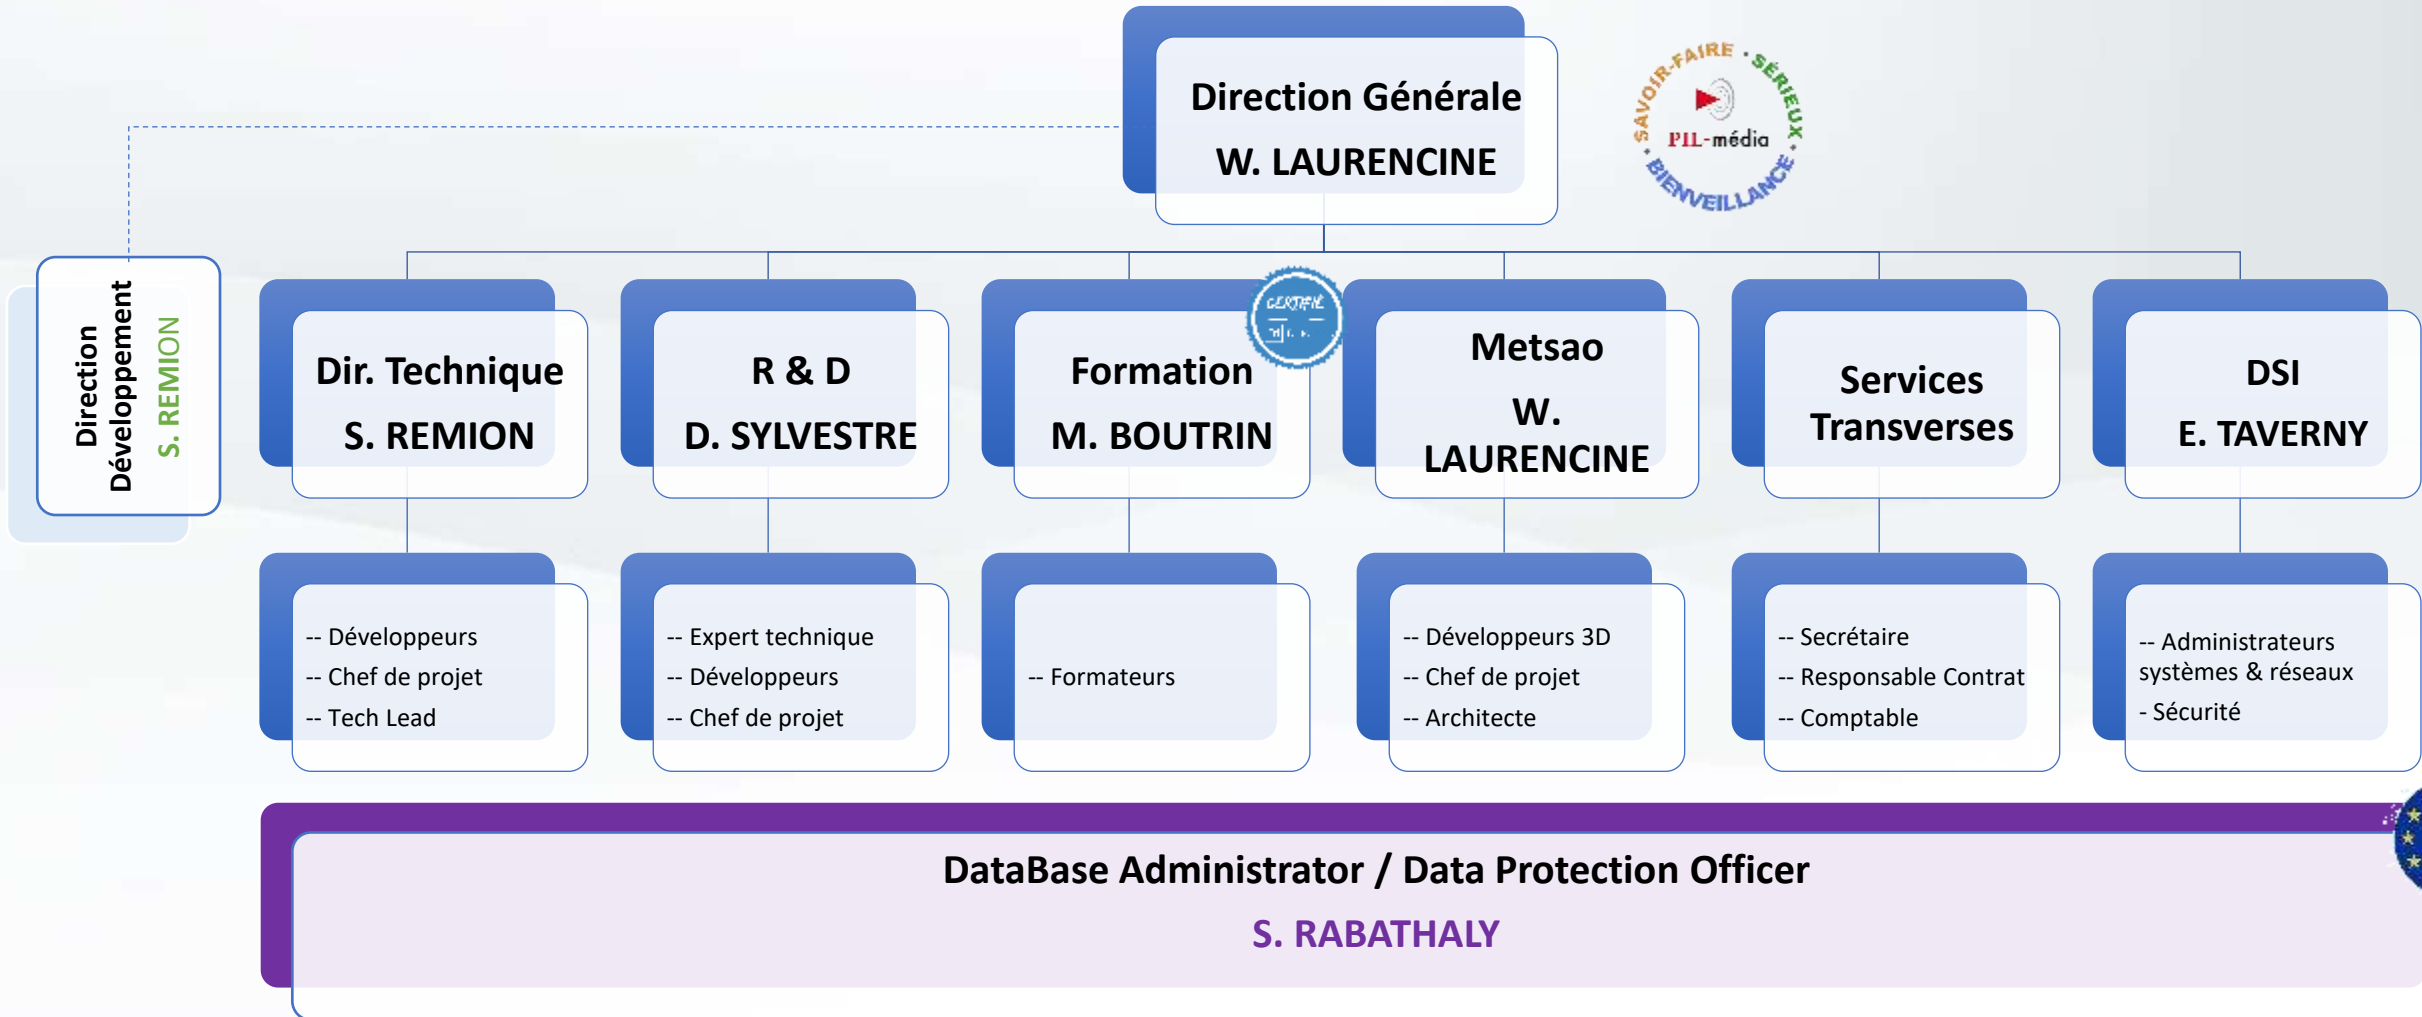 Direction Générale
W. LAURENCINE
SAVOIR-FAIRE · SÉRIEUX · BIENVEILLANCE ·
PIL-média
Direction
Développement
S. REMION
Dir. Technique
S. REMION
R & D
D. SYLVESTRE
Formation
M. BOUTRIN
CERTIFIÉ
Metsao
W.
LAURENCINE
Services
Transverses
DSI
E. TAVERNY
-- Développeurs
-- Chef de projet
-- Tech Lead
-- Expert technique
-- Développeurs
-- Chef de projet
-- Formateurs
-- Développeurs 3D
-- Chef de projet
-- Architecte
-- Secrétaire
-- Responsable Contrat
-- Comptable
-- Administrateurs
systèmes & réseaux
- Sécurité
DataBase Administrator / Data Protection Officer
S. RABATHALY